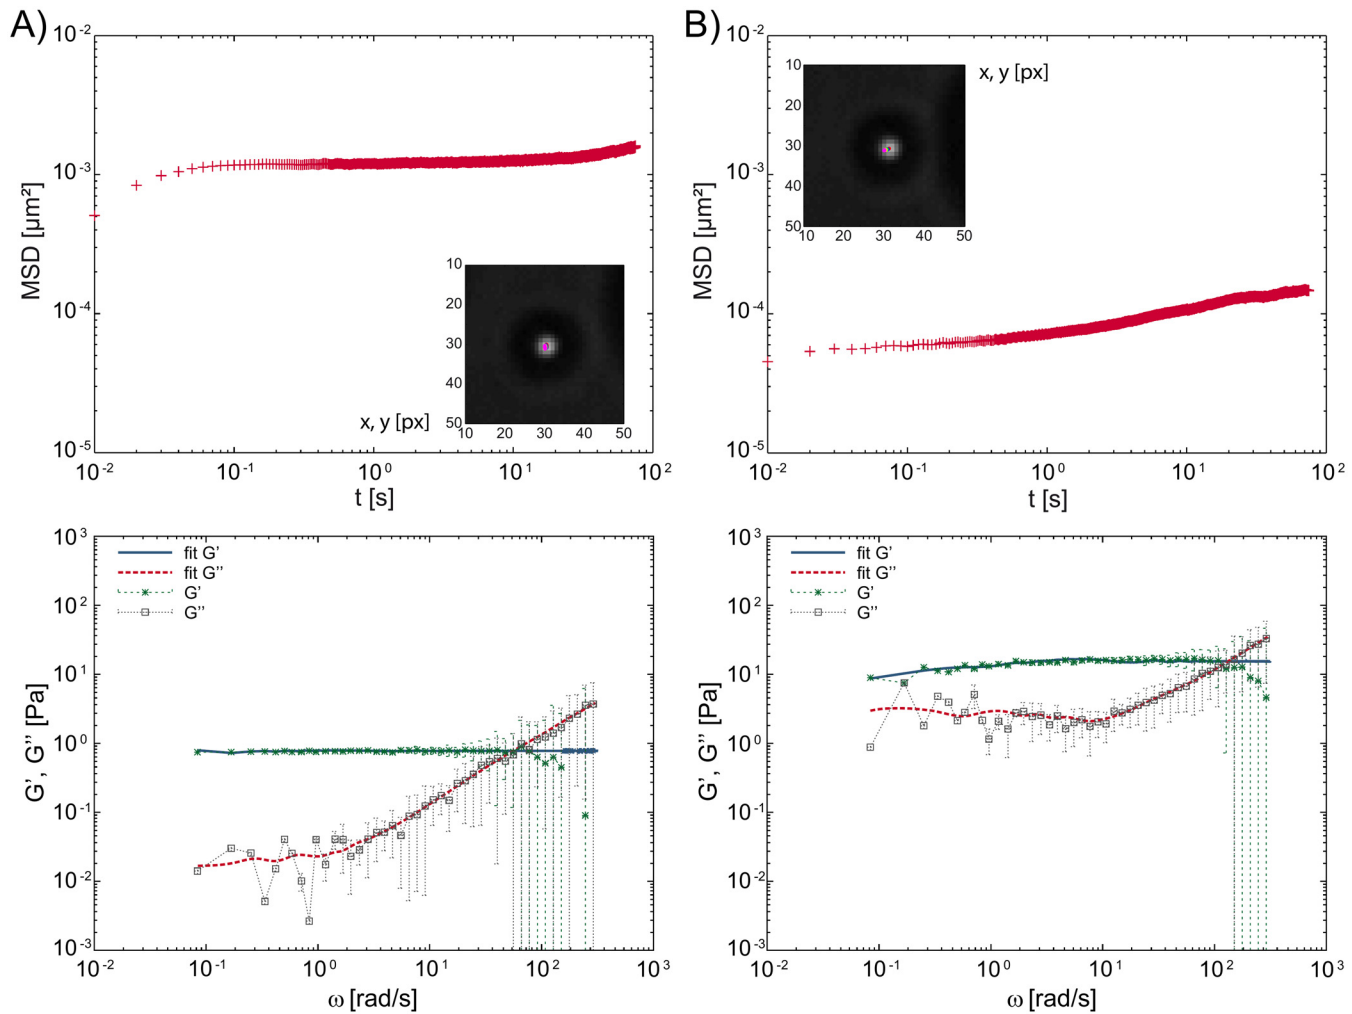 A)
10⁻²
10⁻³
10⁻⁴
10⁻⁵
MSD [µm²]
10
20
30
40
50
10 20 30 40 50
x, y [px]
10⁻² 10⁻¹ 10⁰ 10¹ 10²
t [s]
B)
10⁻²
10⁻³
10⁻⁴
10⁻⁵
MSD [µm²]
x, y [px]
10
20
30
40
50
10 20 30 40 50
10⁻² 10⁻¹ 10⁰ 10¹ 10²
t [s]
10³
10²
10¹
10⁰
10⁻¹
10⁻²
10⁻³
G', G'' [Pa]
fit G'
fit G''
G'
G''
10⁻² 10⁻¹ 10⁰ 10¹ 10² 10³
ω [rad/s]
10³
10²
10¹
10⁰
10⁻¹
10⁻²
10⁻³
G', G'' [Pa]
fit G'
fit G''
G'
G''
10⁻² 10⁻¹ 10⁰ 10¹ 10² 10³
ω [rad/s]